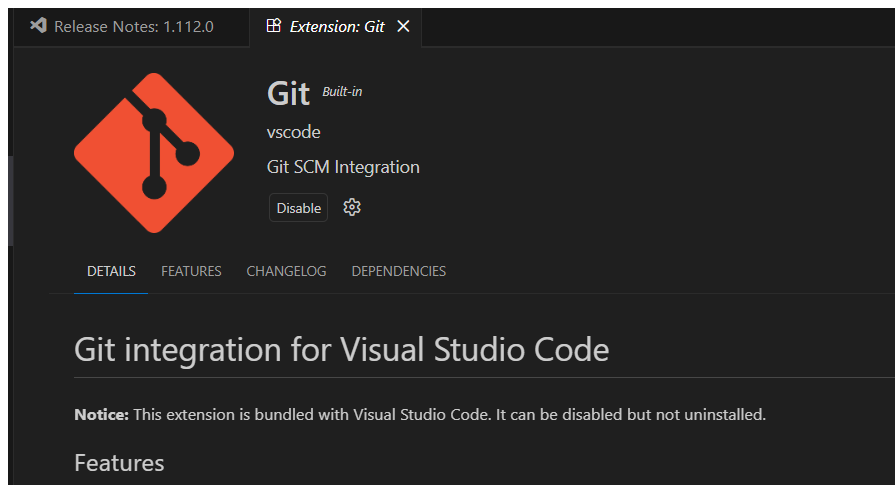 Release Notes: 1.112.0
Extension: Git
Git Built-in
vscode
Git SCM Integration
Disable
DETAILS FEATURES CHANGELOG DEPENDENCIES
Git integration for Visual Studio Code
Notice: This extension is bundled with Visual Studio Code. It can be disabled but not uninstalled.
Features